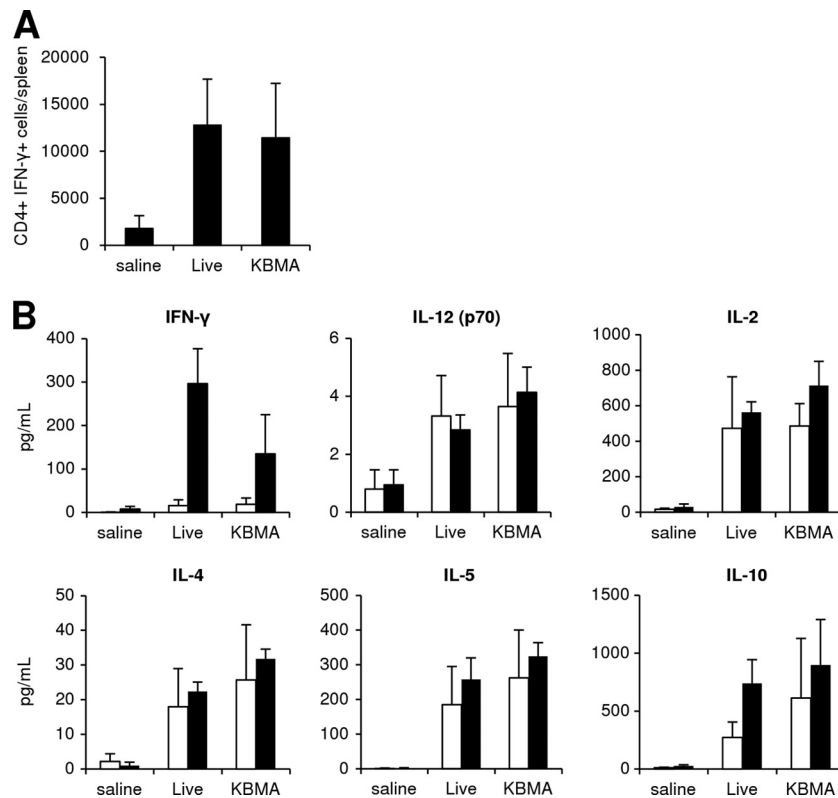 A
CD4+ IFN-γ+ cells/spleen
20000
15000
10000
5000
0
saline Live KBMA
B
IFN-γ
pg/mL
400
300
200
100
0
saline Live KBMA
IL-12 (p70)
6
4
2
0
saline Live KBMA
IL-2
1000
800
600
400
200
0
saline Live KBMA
IL-4
pg/mL
50
40
30
20
10
0
saline Live KBMA
IL-5
500
400
300
200
100
0
saline Live KBMA
IL-10
1500
1000
500
0
saline Live KBMA